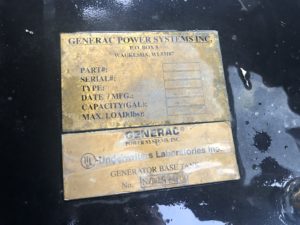 GENERAC POWER SYSTEMS INC.
P.O. BOX 8
WAUKESHA, WI.53187
PART#:
SERIAL#:
TYPE:
DATE / MFG.:
CAPACITY(GAL):
MAX. LOAD(lbs):
GENERAC®
POWER SYSTEMS, INC
UL Underwriters Laboratories Inc.
GENERATOR BASE TANK
No.